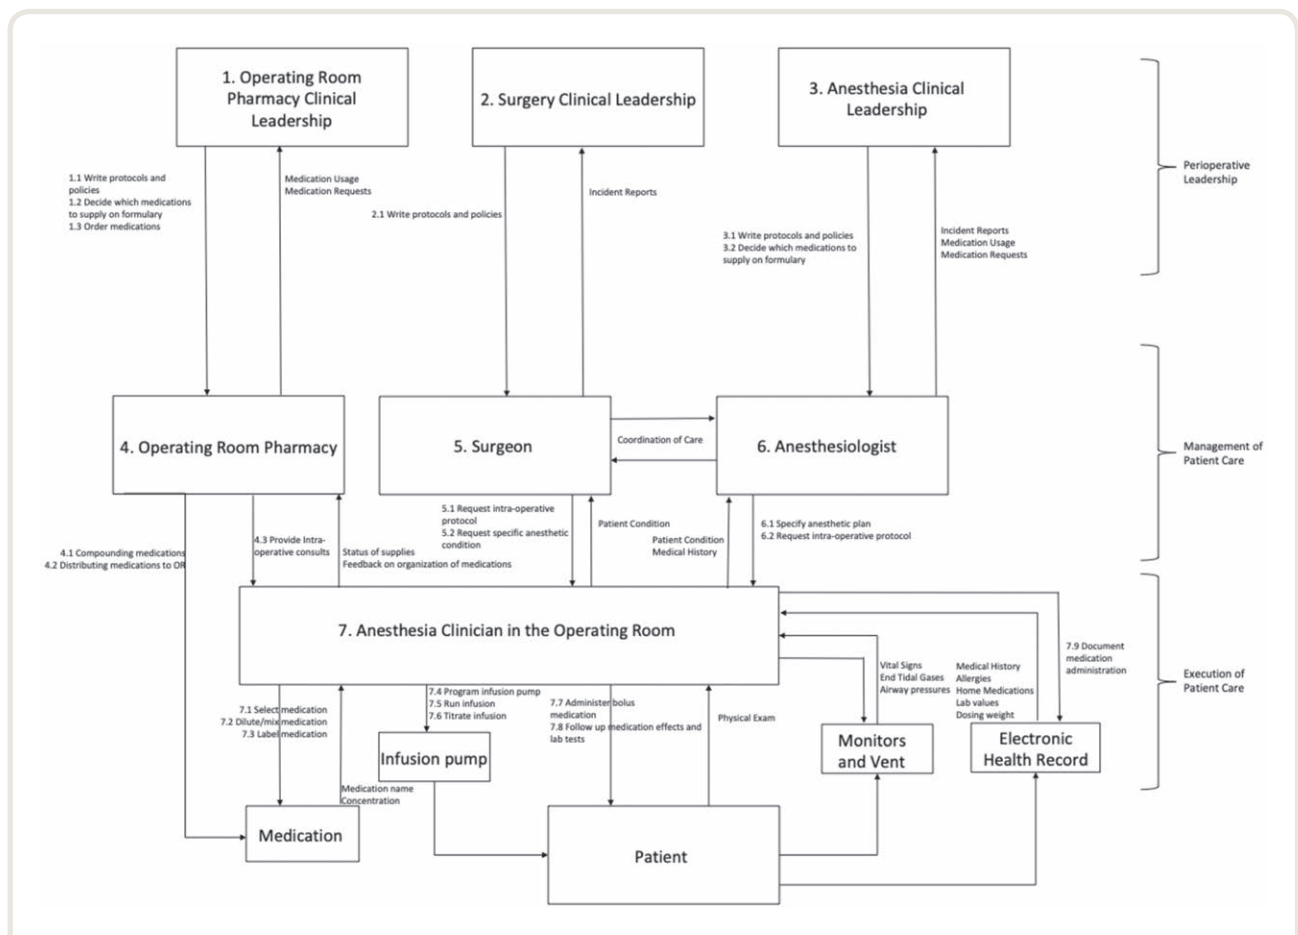 1. Operating Room
Pharmacy Clinical
Leadership
2. Surgery Clinical Leadership
3. Anesthesia Clinical
Leadership
Perioperative
Leadership
1.1 Write protocols and
policies
1.2 Decide which medications
to supply on formulary
1.3 Order medications
Medication Usage
Medication Requests
2.1 Write protocols and policies
Incident Reports
3.1 Write protocols and policies
3.2 Decide which medications to
supply on formulary
Incident Reports
Medication Usage
Medication Requests
4. Operating Room Pharmacy
5. Surgeon
Coordination of Care
6. Anesthesiologist
Management of
Patient Care
4.1 Compounding medications
4.2 Distributing medications to OR
4.3 Provide Intra-
operative consults
Status of supplies
Feedback on organization of medications
5.1 Request intra-operative
protocol
5.2 Request specific anesthetic
condition
Patient Condition
Patient Condition
Medical History
6.1 Specify anesthetic plan
6.2 Request intra-operative protocol
7. Anesthesia Clinician in the Operating Room
Execution of
Patient Care
7.1 Select medication
7.2 Dilute/mix medication
7.3 Label medication
7.4 Program infusion pump
7.5 Run infusion
7.6 Titrate infusion
7.7 Administer bolus
medication
7.8 Follow up medication effects and
lab tests
Physical Exam
Vital Signs
End Tidal Gases
Airway pressures
Medical History
Allergies
Home Medications
Lab values
Dosing weight
7.9 Document
medication
administration
Infusion pump
Monitors
and Vent
Electronic
Health Record
Medication name
Concentration
Medication
Patient